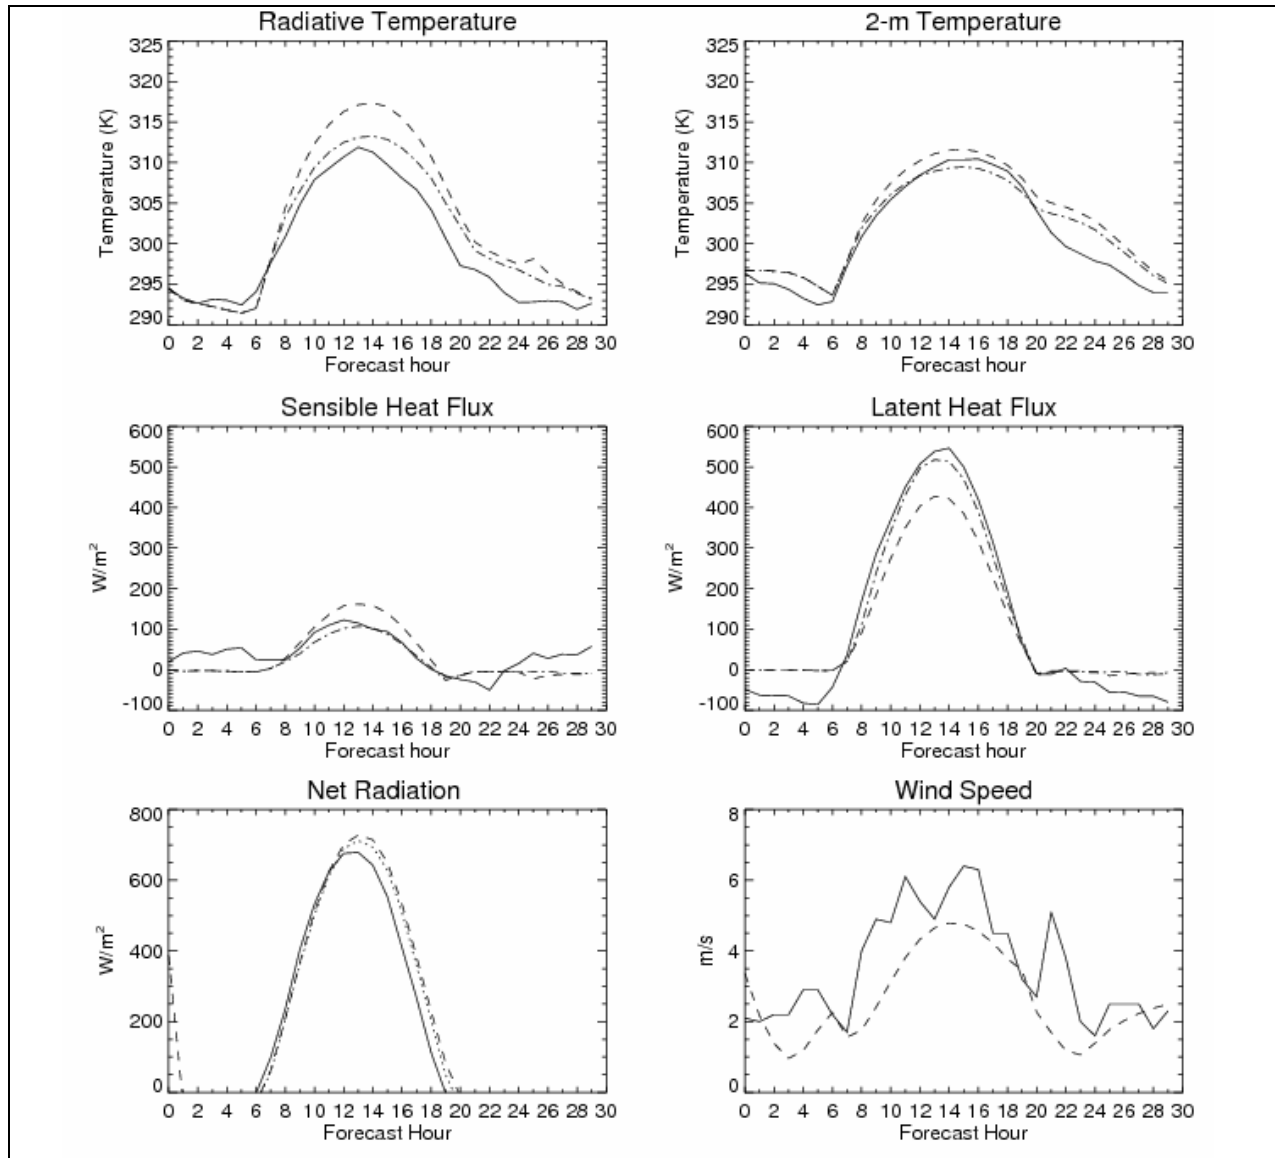 Radiative Temperature
325
320
315
310
305
300
295
290
Temperature (K)
0 2 4 6 8 10 12 14 16 18 20 22 24 26 28 30
Forecast hour
2-m Temperature
325
320
315
310
305
300
295
290
Temperature (K)
0 2 4 6 8 10 12 14 16 18 20 22 24 26 28 30
Forecast hour
Sensible Heat Flux
600
500
400
300
200
100
0
-100
W/m²
0 2 4 6 8 10 12 14 16 18 20 22 24 26 28 30
Forecast hour
Latent Heat Flux
600
500
400
300
200
100
0
-100
W/m²
0 2 4 6 8 10 12 14 16 18 20 22 24 26 28 30
Forecast hour
Net Radiation
800
600
400
200
0
W/m²
0 2 4 6 8 10 12 14 16 18 20 22 24 26 28 30
Forecast Hour
Wind Speed
8
6
4
2
0
m/s
0 2 4 6 8 10 12 14 16 18 20 22 24 26 28 30
Forecast Hour